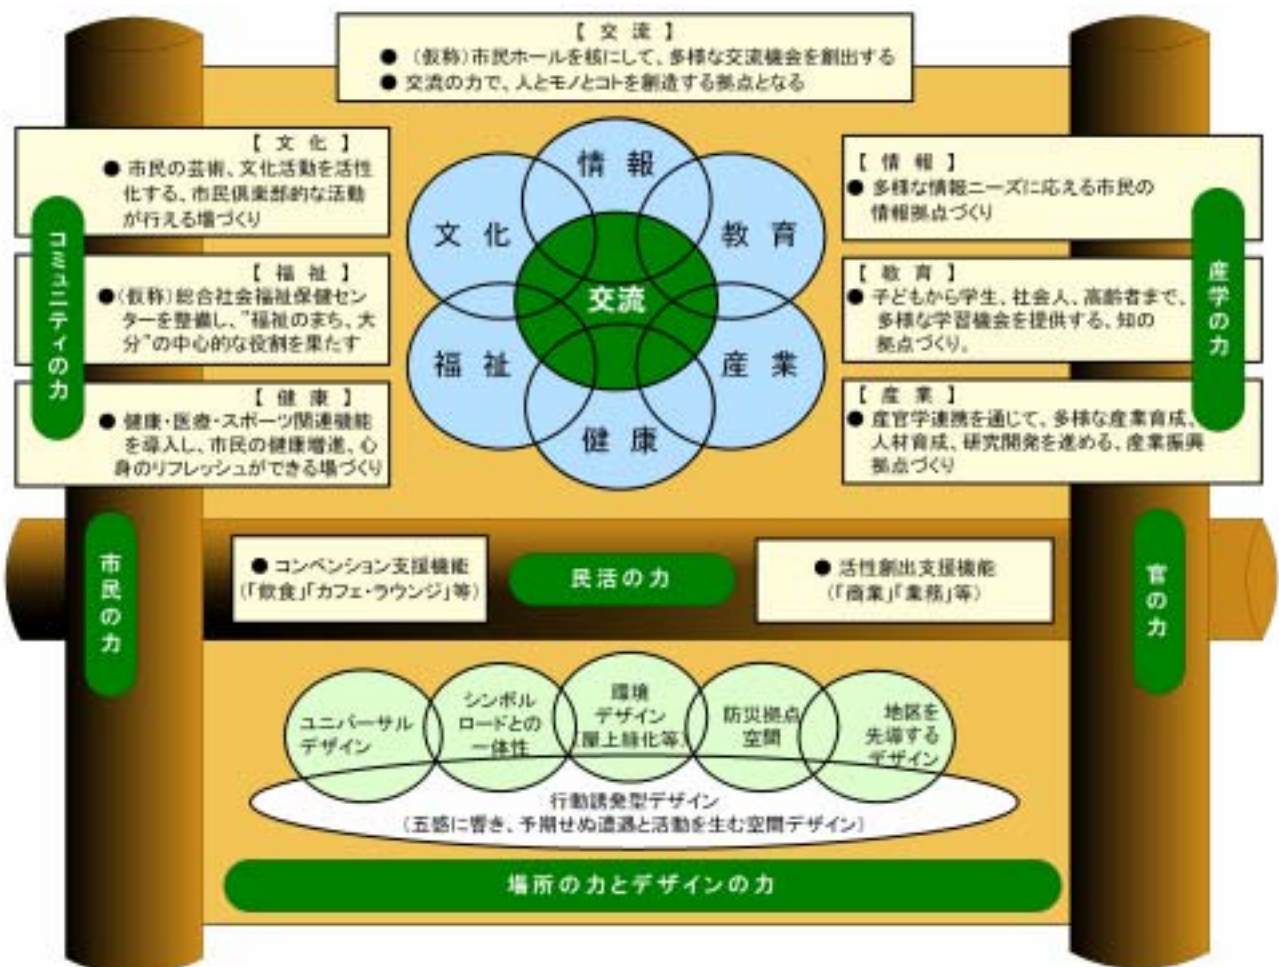 【 交 流 】
● (仮称)市民ホールを核にして、多様な交流機会を創出する
● 交流の力で、人とモノとコトを創造する拠点となる
【 文 化 】
● 市民の芸術、文化活動を活性
化する、市民倶楽部的な活動
が行える場づくり
【 福 祉 】
●(仮称)総合社会福祉保健セン
ターを整備し、"福祉のまち、大
分"の中心的な役割を果たす
【 健 康 】
● 健康・医療・スポーツ関連機能
を導入し、市民の健康増進、心
身のリフレッシュができる場づくり
コミュニティの力
情 報
文 化
教 育
交流
福 祉
産 業
健 康
【 情 報 】
● 多様な情報ニーズに応える市民の
情報拠点づくり
【 教 育 】
● 子どもから学生、社会人、高齢者まで、
多様な学習機会を提供する、知の
拠点づくり。
【 産 業 】
● 産官学連携を通じて、多様な産業育成、
人材育成、研究開発を進める、産業振興
拠点づくり
産学の力
市民の力
● コンベンション支援機能
(「飲食」「カフェ・ラウンジ」等)
民活の力
● 活性創出支援機能
(「商業」「業務」等)
官の力
ユニバーサル
デザイン
シンボル
ロードとの
一体性
環境
デザイン
(屋上緑化等)
防災拠点
空間
地区を
先導する
デザイン
行動誘発型デザイン
(五感に響き、予期せぬ遭遇と活動を生む空間デザイン)
場所の力とデザインの力